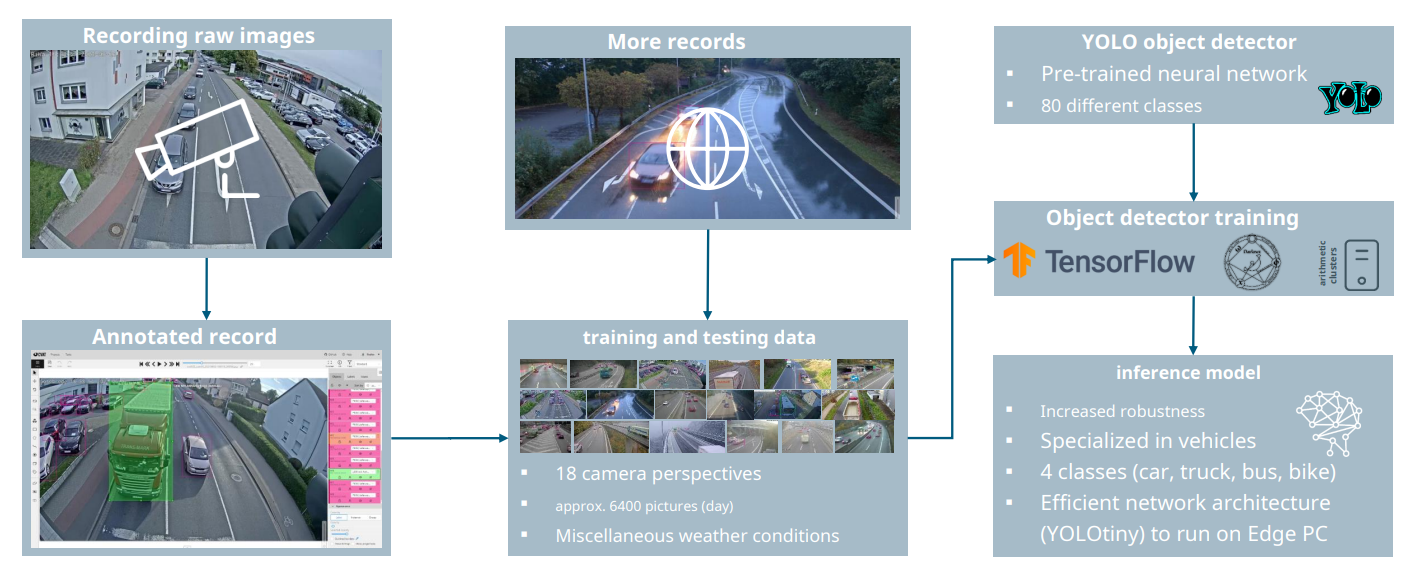 Recording raw images
Annotated record
More records
training and testing data
▪ 18 camera perspectives
▪ approx. 6400 pictures (day)
▪ Miscellaneous weather conditions
YOLO object detector
▪ Pre-trained neural network
▪ 80 different classes
YOLO
Object detector training
TensorFlow
Darknet
arithmetic
clusters
inference model
▪ Increased robustness
▪ Specialized in vehicles
▪ 4 classes (car, truck, bus, bike)
▪ Efficient network architecture
(YOLOtiny) to run on Edge PC